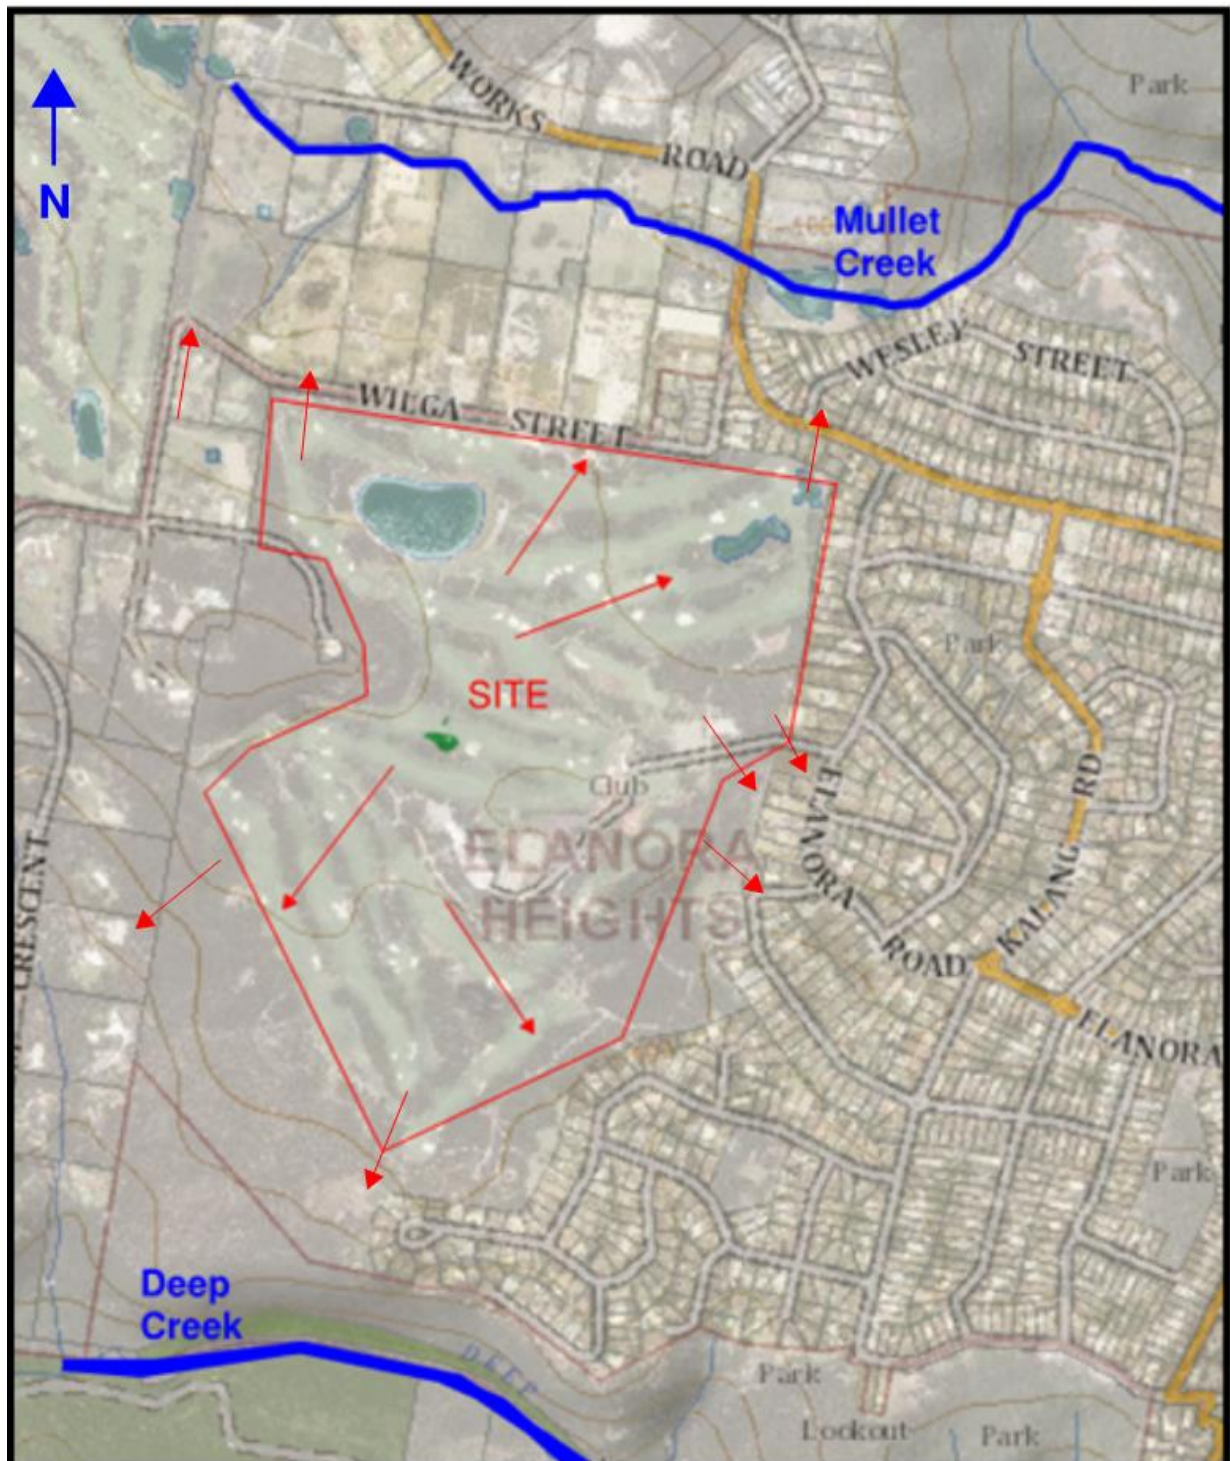 WORKS
ROAD
Park
N
Mullet
Creek
WESLEY
STREET
WILGA
STREET
Park
SITE
Club
ELANORA
HEIGHTS
ELANORA
ROAD
KALANG
RD
CRESCENT
ELANORA
Park
Deep
Creek
DEEP
Park
Lookout
Park